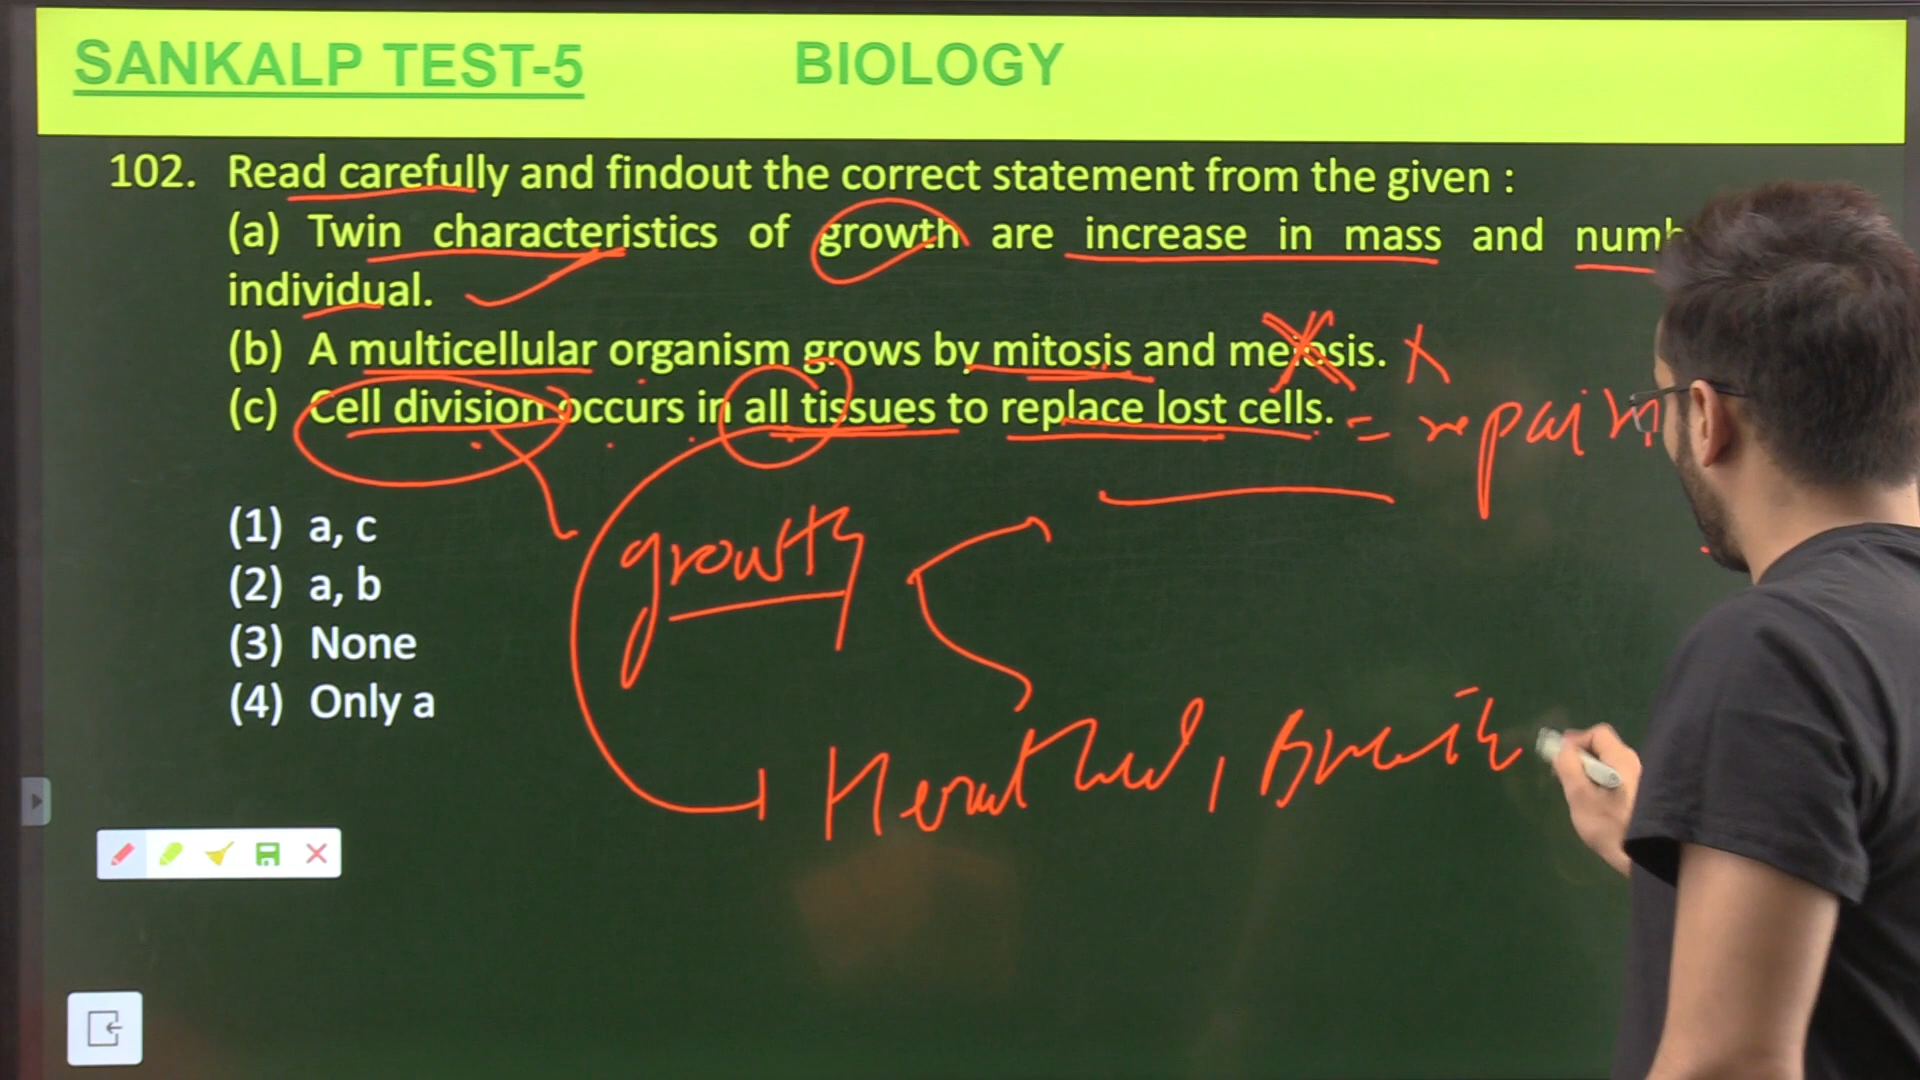 SANKALP TEST-5 BIOLOGY
102. Read carefully and findout the correct statement from the given :
(a) Twin characteristics of growth are increase in mass and numb
individual.
(b) A multicellular organism grows by mitosis and meiosis. X
(c) Cell division occurs in all tissues to replace lost cells. = repair
(1) a, c
growth
(2) a, b
(3) None
(4) Only a